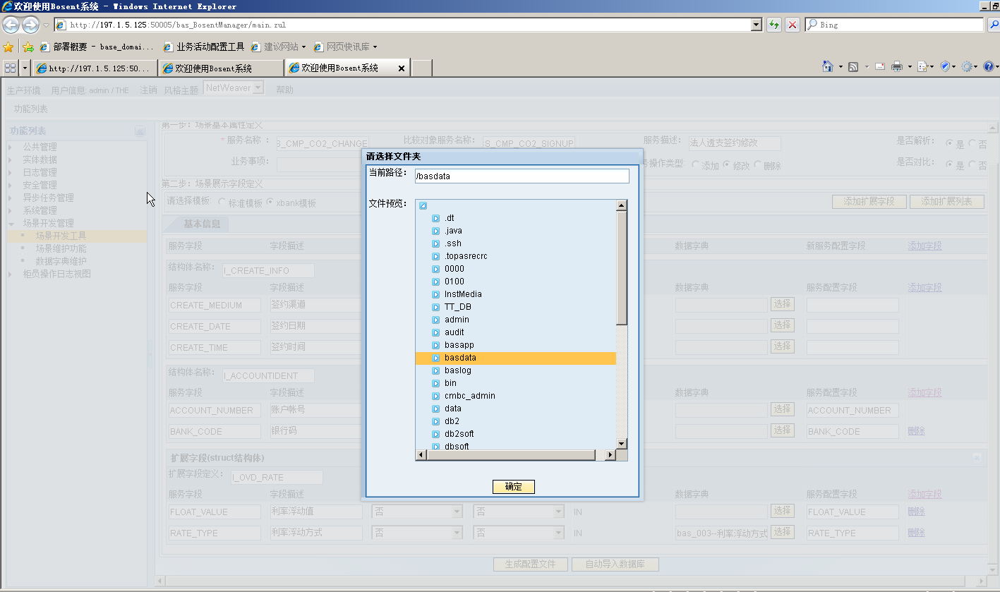 欢迎使用Bosent系统 - Windows Internet Explorer
http://197.1.5.125:50005/bas_BosentManager/main.zul
Bing
部署概要 - base_domai... 业务活动配置工具 建议网站 网页快讯库
http://197.1.5.125:50... 欢迎使用Bosent系统 欢迎使用Bosent系统
生产环境 用户信息: admin / THE 注销 风格主题 NetWeaver 帮助
功能列表
功能列表
公共管理
实体数据
日志管理
安全管理
异步任务管理
系统管理
场景开发管理
场景开发工具
场景维护功能
数据字典维护
柜员操作日志视图
第一步: 场景基本属性定义
* 服务名称 : S_CMP_CO2_CHANGE 比较对象服务名称: S_CMP_CO2_SIGNUP 服务描述: 法人透支签约修改 是否解析: 是 否
业务事项: 务操作类型: 添加 修改 删除 是否对比: 是 否
第二步: 场景展示字段定义
请选择模板: 标准模板 xbank模板 添加扩展字段 添加扩展列表
基本信息
服务字段 字段描述 数据字典 新服务配置字段 添加字段
结构体名称: I_CREATE_INFO
服务字段 字段描述 数据字典 服务配置字段 添加字段
CREATE_MEDIUM 签约渠道 选择
CREATE_DATE 签约日期 选择
CREATE_TIME 签约时间 选择
结构体名称: I_ACCOUNTIDENT
服务字段 字段描述 数据字典 服务配置字段 添加字段
ACCOUNT_NUMBER 账户帐号 选择 ACCOUNT_NUMBER
BANK_CODE 银行码 选择 BANK_CODE 删除
扩展字段(struct结构体)
扩展字段定义: I_OVD_RATE
服务字段 字段描述 数据字典 服务配置字段 添加字段
FLOAT_VALUE 利率浮动值 否 否 IN 选择 FLOAT_VALUE 删除
RATE_TYPE 利率浮动方式 否 否 IN bas_003--利率浮动方式 选择 RATE_TYPE 删除
生成配置文件 自动导入数据库
请选择文件夹
当前路径: /basdata
文件预览:
.dt
.java
.ssh
.topasrecrc
0000
0100
InstMedia
TT_DB
admin
audit
basapp
basdata
baslog
bin
cmbc_admin
data
db2
db2soft
dbsoft
确定